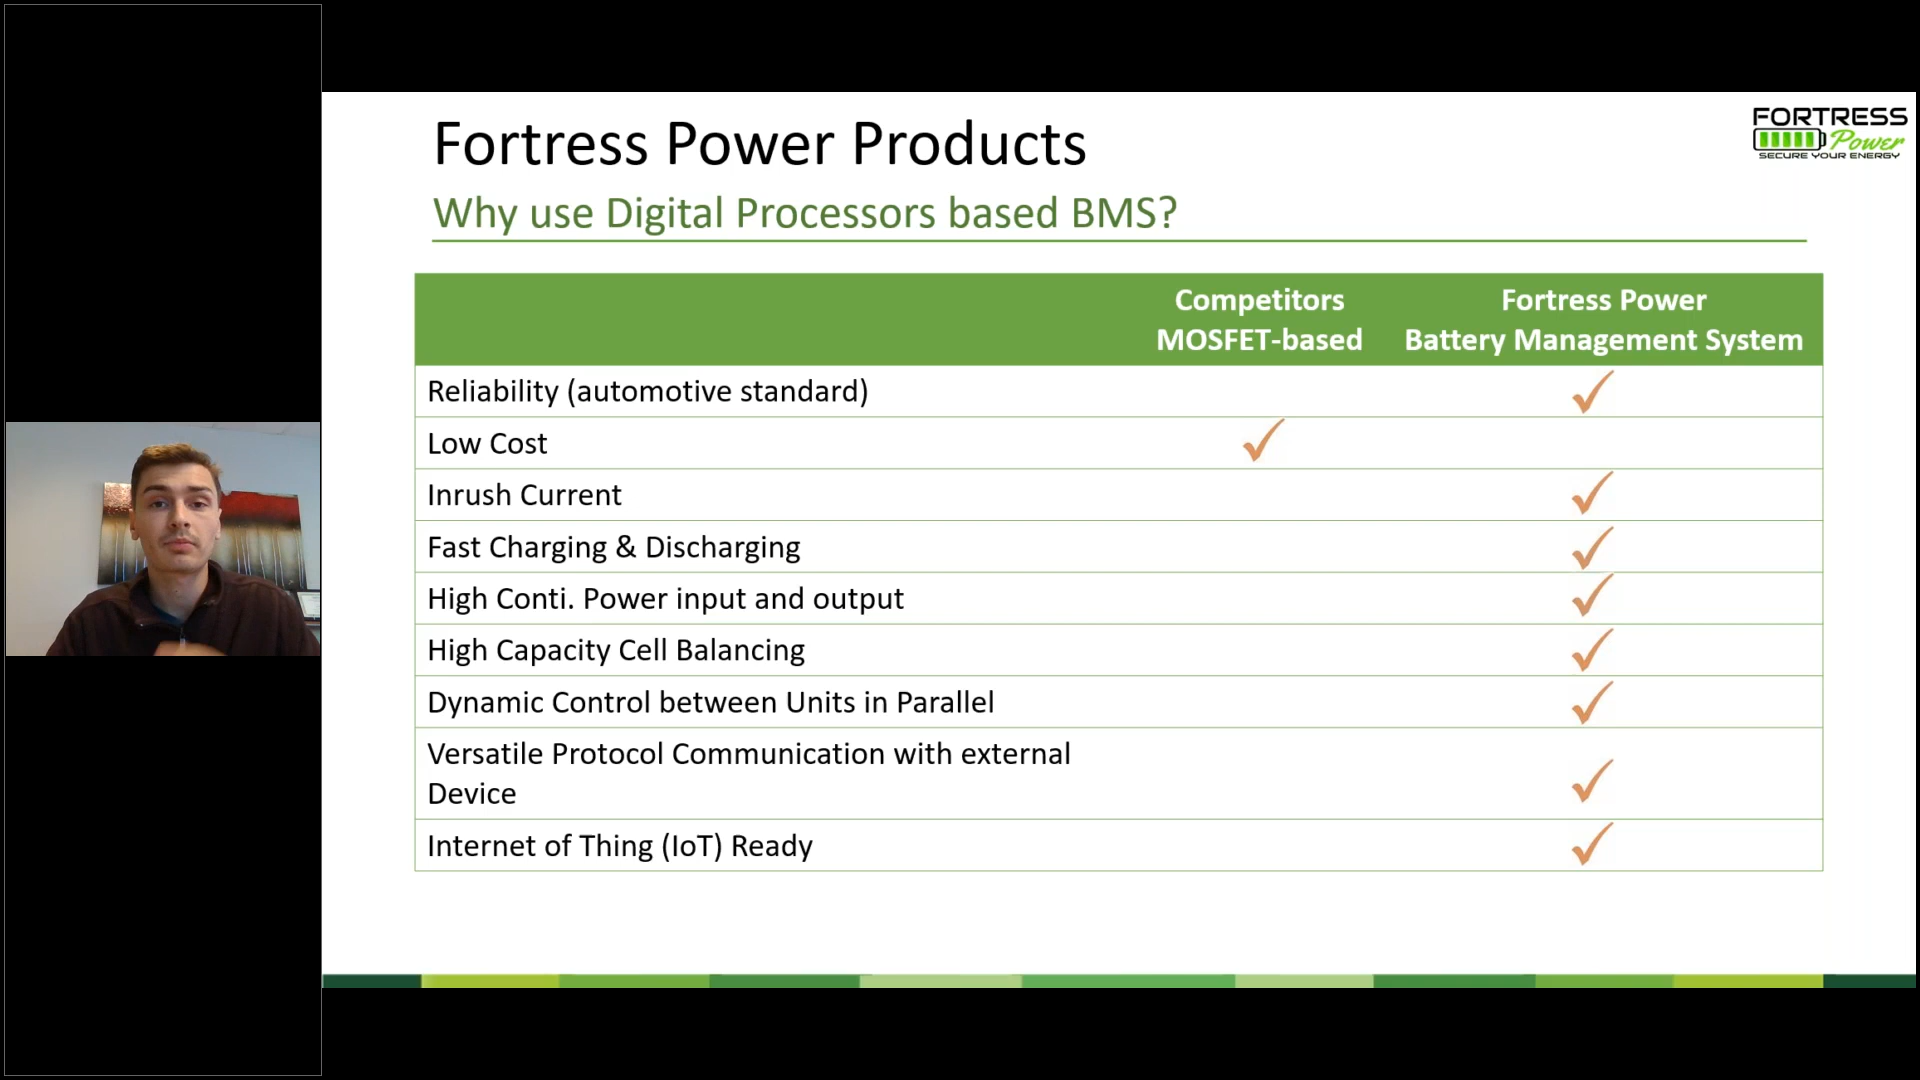 FORTRESS
Power
SECURE YOUR ENERGY
Fortress Power Products
Why use Digital Processors based BMS?
Competitors
MOSFET-based
Fortress Power
Battery Management System
Reliability (automotive standard)
Low Cost
Inrush Current
Fast Charging & Discharging
High Conti. Power input and output
High Capacity Cell Balancing
Dynamic Control between Units in Parallel
Versatile Protocol Communication with external
Device
Internet of Thing (IoT) Ready